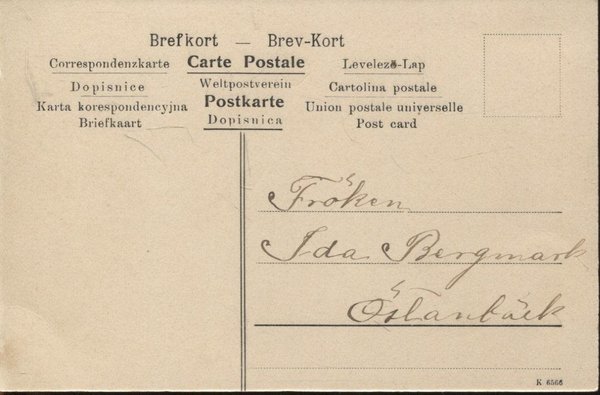 Brefkort — Brev-Kort
Correspondenzkarte Carte Postale Levelező-Lap
Dopisnice Weltpostverein Cartolina postale
Karta korespondencyjna Postkarte Union postale universelle
Briefkaart Dopisnica Post card
Fröken
Ida Bergmark
Östanbäck
K 6566